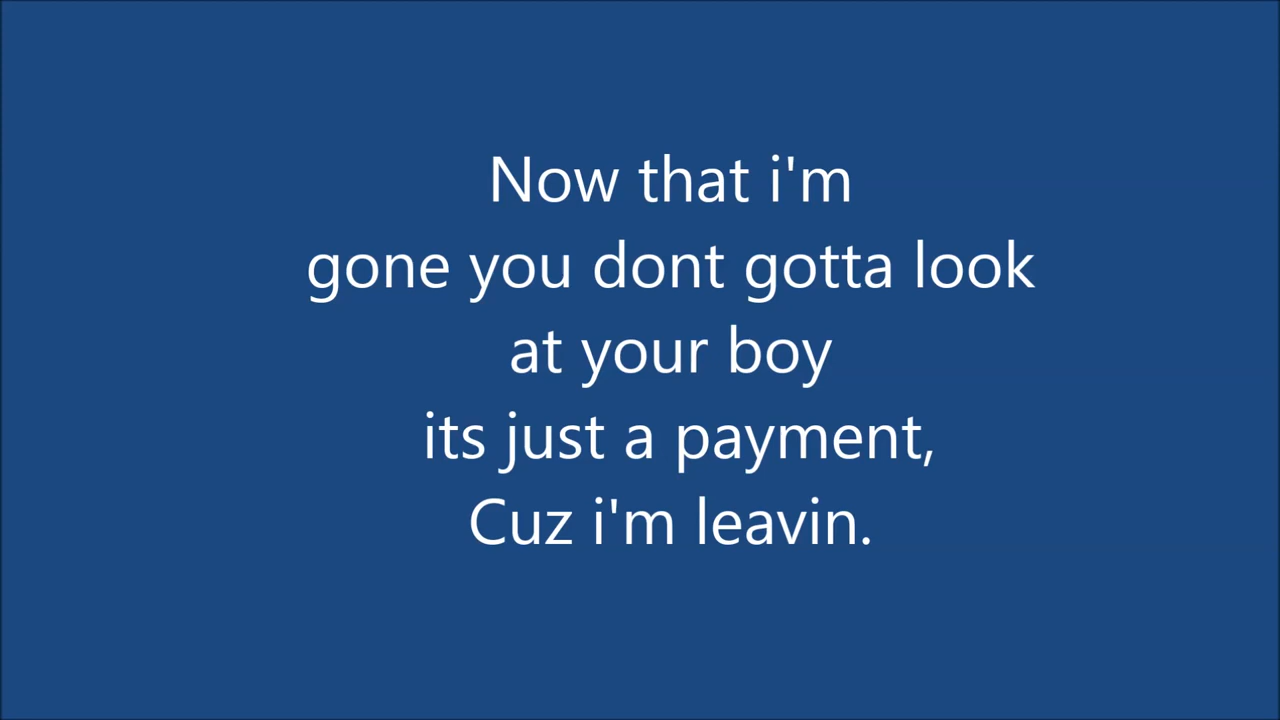 Now that i'm
gone you dont gotta look
at your boy
its just a payment,
Cuz i'm leavin.